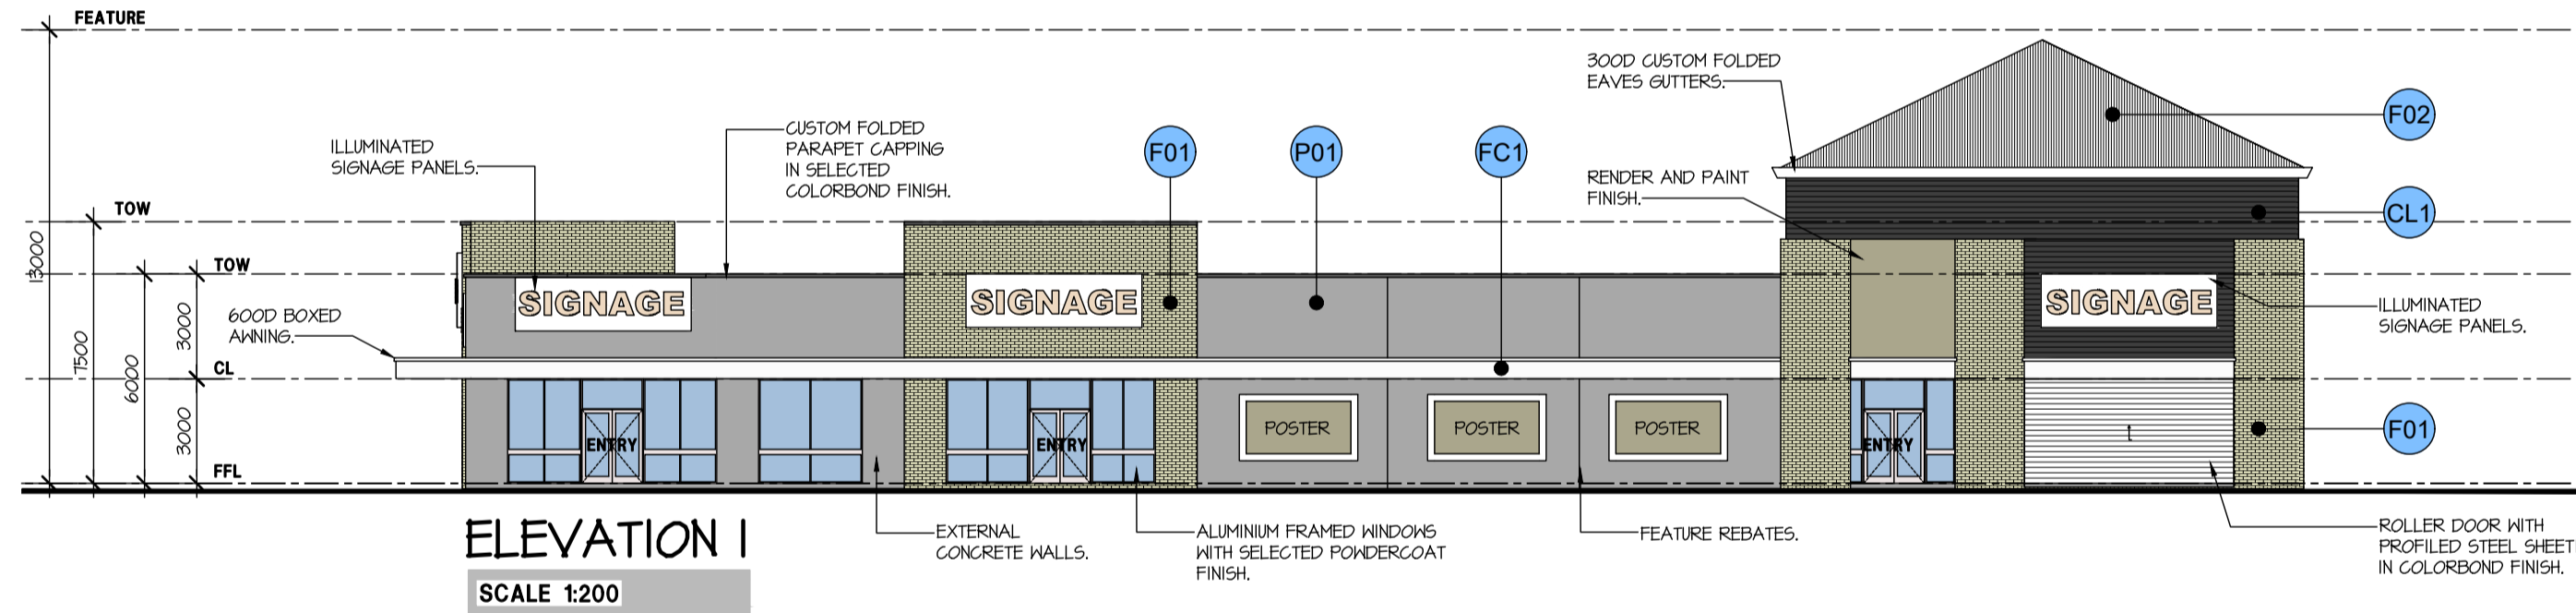 FEATURE
300D CUSTOM FOLDED
EAVES GUTTERS.
F02
CUSTOM FOLDED
PARAPET CAPPING
IN SELECTED
COLORBOND FINISH.
ILLUMINATED
SIGNAGE PANELS.
F01
P01
FC1
RENDER AND PAINT
FINISH.
CL1
TOW
13000
TOW
SIGNAGE
SIGNAGE
SIGNAGE
ILLUMINATED
SIGNAGE PANELS.
600D BOXED
AWNING.
7500
6000
3000
CL
3000
ENTRY
ENTRY
POSTER
POSTER
POSTER
ENTRY
t
F01
FFL
ELEVATION 1
SCALE 1:200
EXTERNAL
CONCRETE WALLS.
ALUMINIUM FRAMED WINDOWS
WITH SELECTED POWDERCOAT
FINISH.
FEATURE REBATES.
ROLLER DOOR WITH
PROFILED STEEL SHEET
IN COLORBOND FINISH.